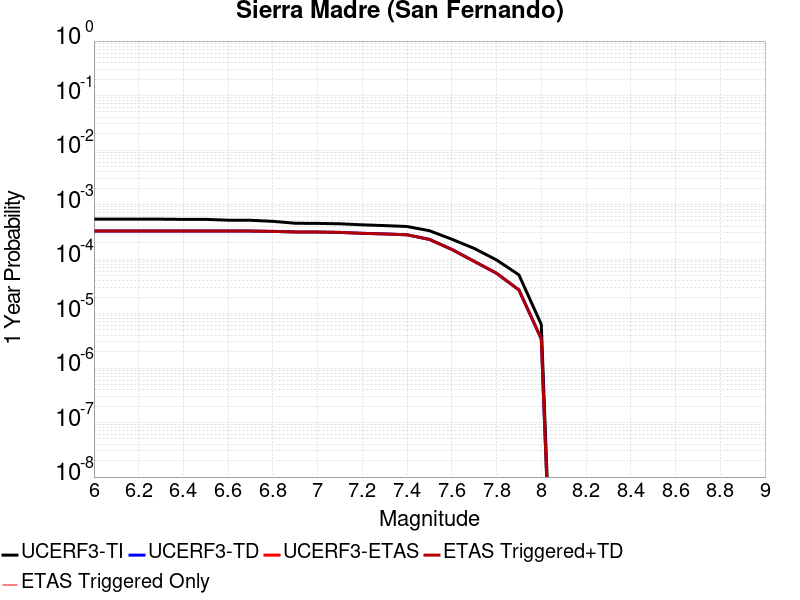 Sierra Madre (San Fernando)
10^0
10^-1
10^-2
10^-3
10^-4
10^-5
10^-6
10^-7
10^-8
1 Year Probability
6 6.2 6.4 6.6 6.8 7 7.2 7.4 7.6 7.8 8 8.2 8.4 8.6 8.8 9
Magnitude
UCERF3-TI UCERF3-TD UCERF3-ETAS ETAS Triggered+TD
ETAS Triggered Only